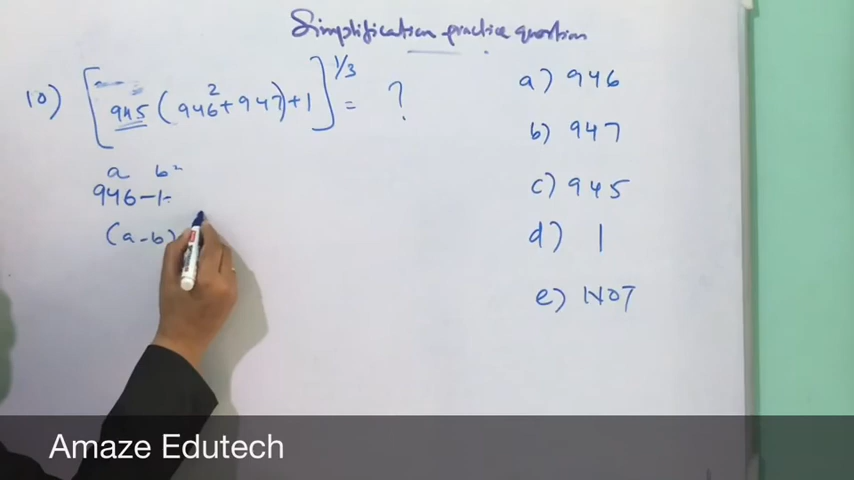 Simplification practice question
10) [945 (946²+947)+1]^1/3 = ?
a b
946-1
(a-b)
a) 946
b) 947
c) 945
d) 1
e) NOT
Amaze Edutech